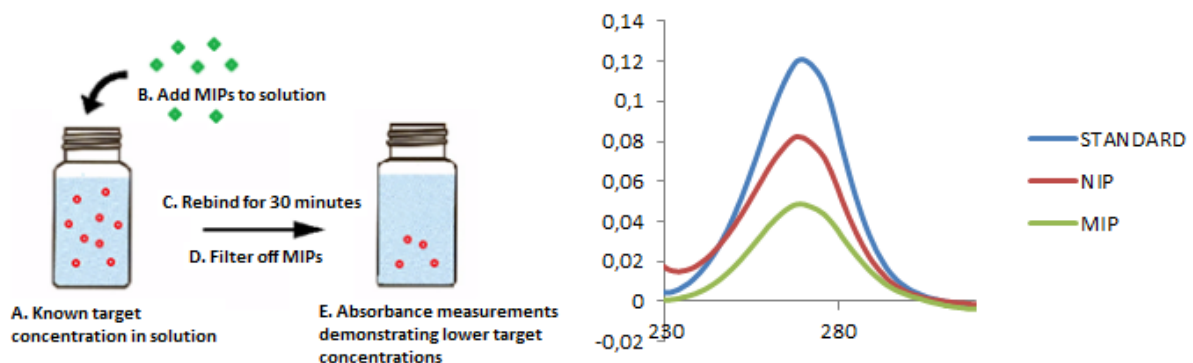 B. Add MIPs to solution
C. Rebind for 30 minutes
D. Filter off MIPs
A. Known target
concentration in solution
E. Absorbance measurements
demonstrating lower target
concentrations
0,14
0,12
0,1
0,08
0,06
0,04
0,02
0
-0,02
230
280
STANDARD
NIP
MIP